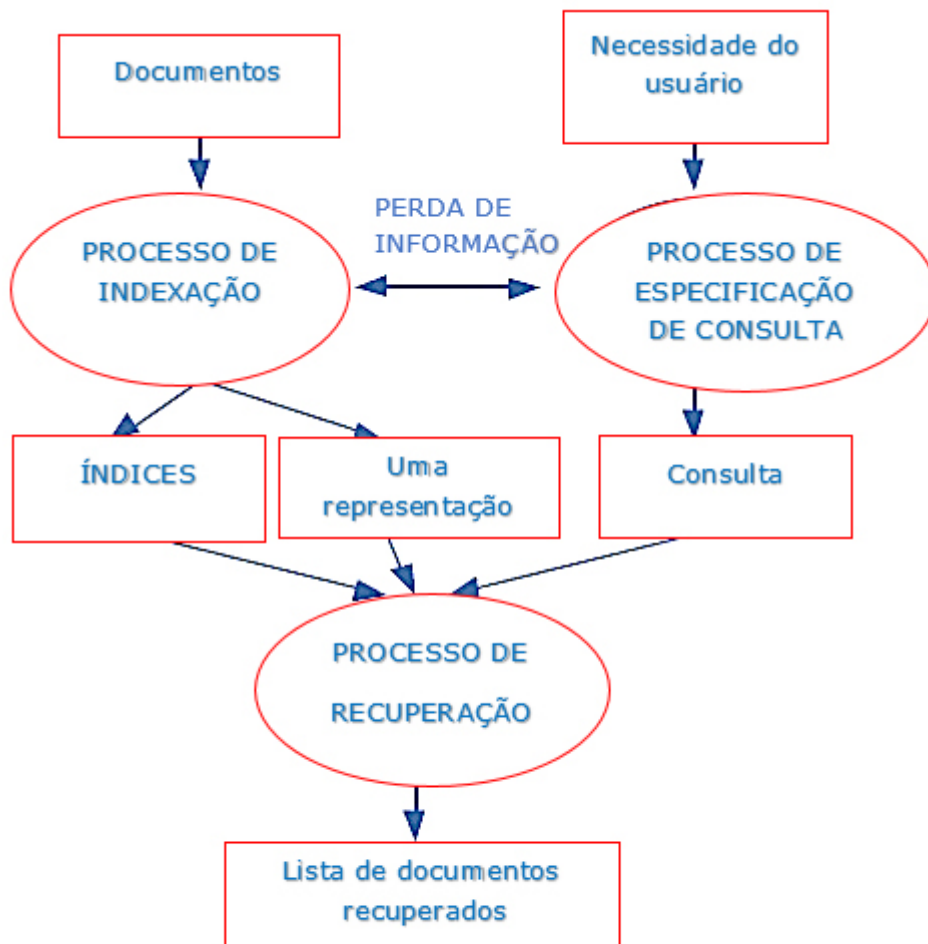 Documentos
Necessidade do
usuário
PERDA DE
INFORMAÇÃO
PROCESSO DE
INDEXAÇÃO
PROCESSO DE
ESPECIFICAÇÃO
DE CONSULTA
ÍNDICES
Uma
representação
Consulta
PROCESSO DE
RECUPERAÇÃO
Lista de documentos
recuperados